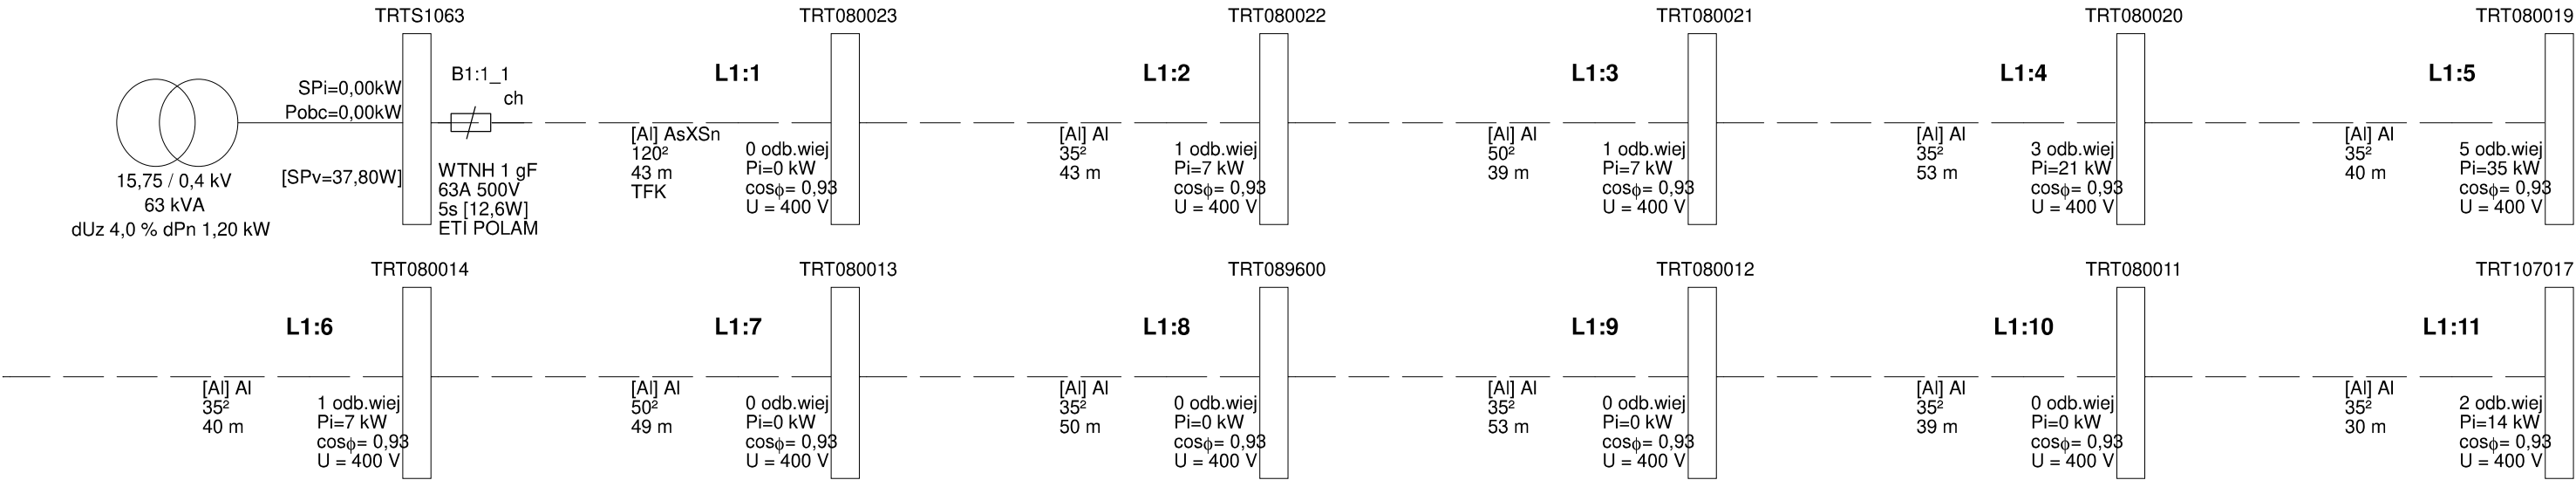 TRTS1063
SPi=0,00kW
Pobc=0,00kW
[SPv=37,80W]
15,75 / 0,4 kV
63 kVA
dUz 4,0 % dPn 1,20 kW
B1:1_1
ch
WTNH 1 gF
63A 500V
5s [12,6W]
ETI POLAM
TRT080023
L1:1
[Al] AsXSn
120²
43 m
TFK
0 odb.wiej
Pi=0 kW
cosϕ= 0,93
U = 400 V
TRT080022
L1:2
[Al] Al
35²
43 m
1 odb.wiej
Pi=7 kW
cosϕ= 0,93
U = 400 V
TRT080021
L1:3
[Al] Al
50²
39 m
1 odb.wiej
Pi=7 kW
cosϕ= 0,93
U = 400 V
TRT080020
L1:4
[Al] Al
35²
53 m
3 odb.wiej
Pi=21 kW
cosϕ= 0,93
U = 400 V
TRT080019
L1:5
[Al] Al
35²
40 m
5 odb.wiej
Pi=35 kW
cosϕ= 0,93
U = 400 V
TRT080014
L1:6
[Al] Al
35²
40 m
1 odb.wiej
Pi=7 kW
cosϕ= 0,93
U = 400 V
TRT080013
L1:7
[Al] Al
50²
49 m
0 odb.wiej
Pi=0 kW
cosϕ= 0,93
U = 400 V
TRT089600
L1:8
[Al] Al
35²
50 m
0 odb.wiej
Pi=0 kW
cosϕ= 0,93
U = 400 V
TRT080012
L1:9
[Al] Al
35²
53 m
0 odb.wiej
Pi=0 kW
cosϕ= 0,93
U = 400 V
TRT080011
L1:10
[Al] Al
35²
39 m
0 odb.wiej
Pi=0 kW
cosϕ= 0,93
U = 400 V
TRT107017
L1:11
[Al] Al
35²
30 m
2 odb.wiej
Pi=14 kW
cosϕ= 0,93
U = 400 V